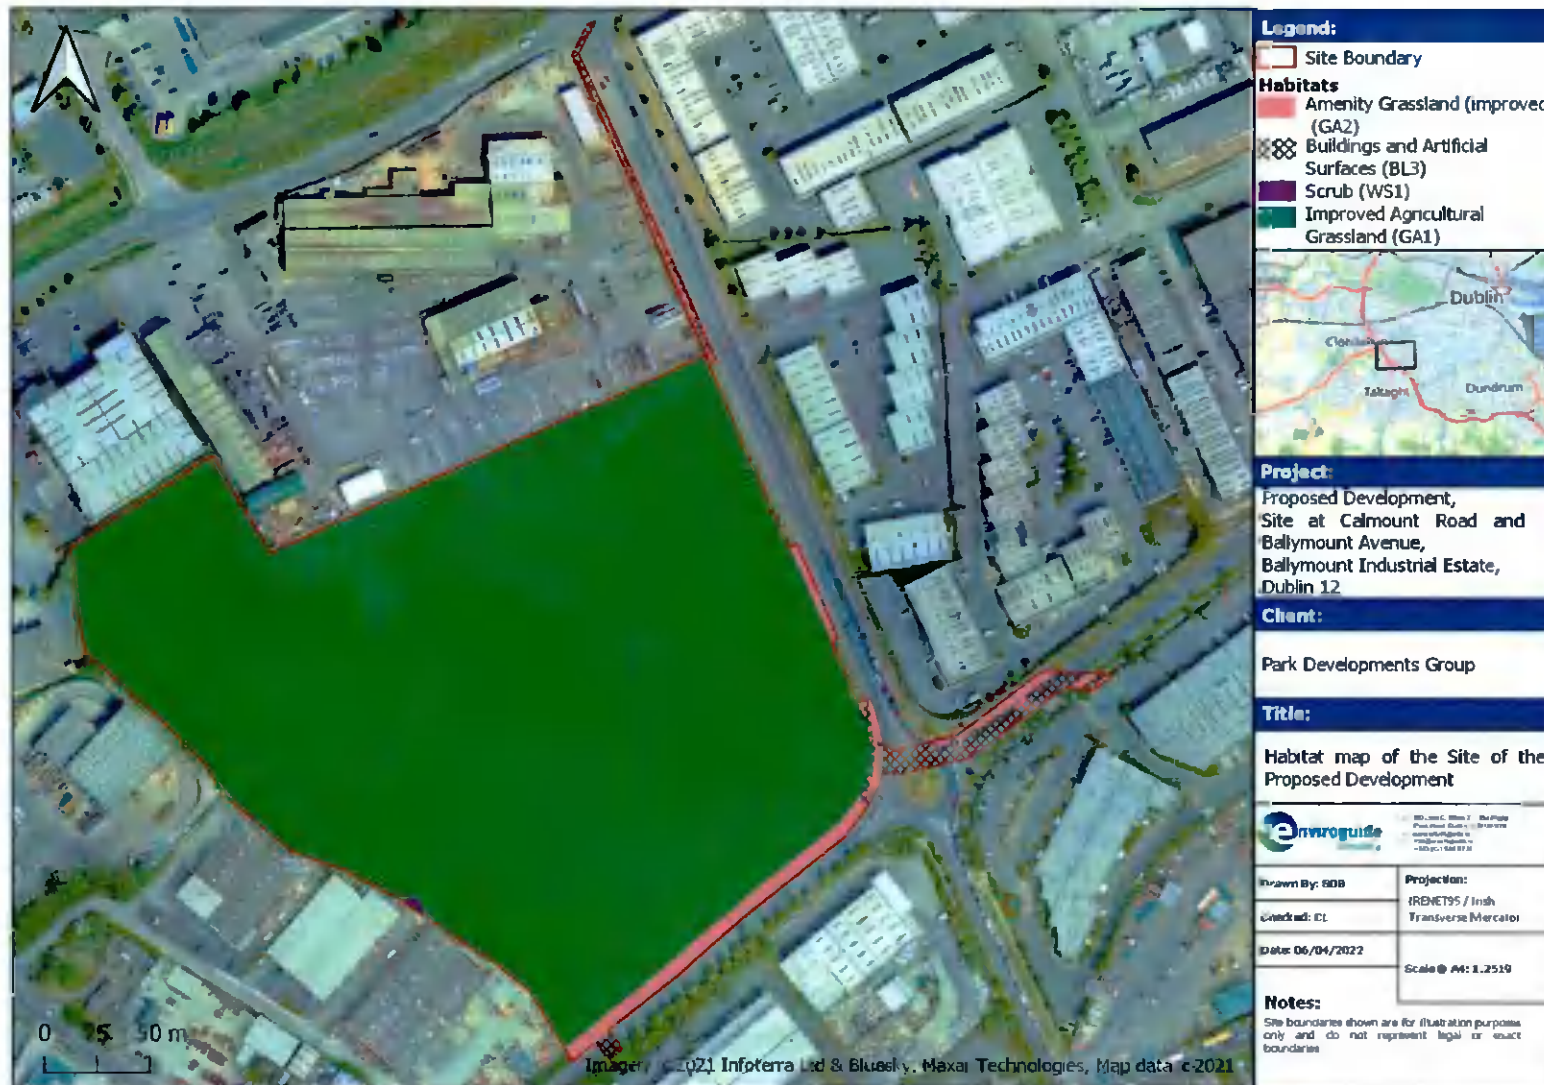 Legend:
Site Boundary
Habitats
Amenity Grassland (improved
(GA2)
Buildings and Artificial
Surfaces (BL3)
Scrub (WS1)
Improved Agricultural
Grassland (GA1)
Dublin
Dundrum
Project:
Proposed Development,
Site at Calmount Road and
Ballymount Avenue,
Ballymount Industrial Estate,
Dublin 12
Client:
Park Developments Group
Title:
Habitat map of the Site of the
Proposed Development
enviroguide
Drawn By:
Checked: CL
Date: 06/04/2022
Projection:
IRENET95 / Irish
Transverse Mercator
Scale @ A4: 1:2519
Notes:
Site boundaries shown are for illustration purposes
only and do not represent legal or exact
boundaries
0 25 50 m
Imagery ©2021 Infoterra Ltd & Bluesky, Maxar Technologies, Map data ©2021